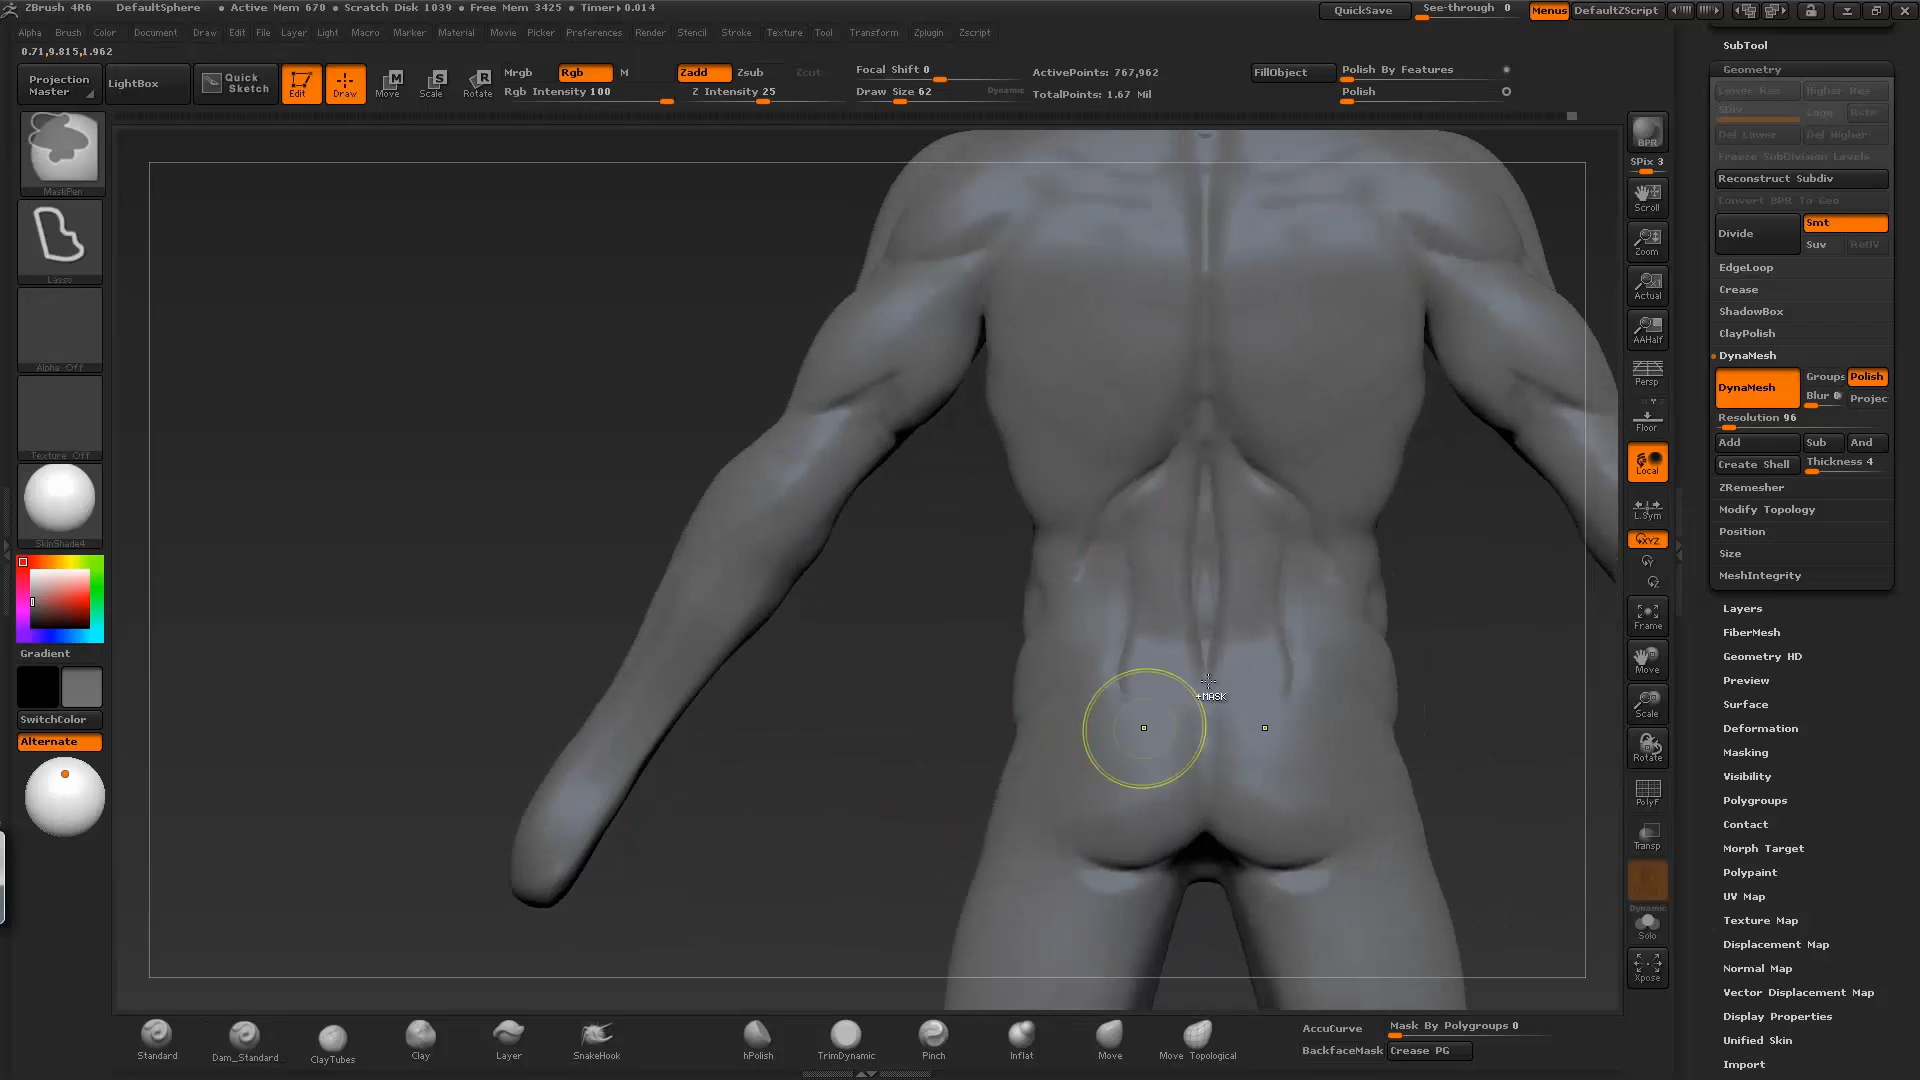 ZBrush 4R6 DefaultSphere • Active Mem 670 • Scratch Disk 1039 • Free Mem 3425 • Timer▸0.014
QuickSave See-through 0 Menus DefaultZScript
Alpha Brush Color Document Draw Edit File Layer Light Macro Marker Material Movie Picker Preferences Render Stencil Stroke Texture Tool Transform Zplugin Zscript
0.71,9.815,1.962
Projection Master
LightBox
Quick Sketch
Edit
Draw
Move
Scale
Rotate
Mrgb Rgb M
Rgb Intensity 100
Zadd Zsub Zcut
Z Intensity 25
Focal Shift 0
Draw Size 62 Dynamic
ActivePoints: 767,962
TotalPoints: 1.67 Mil
FillObject
Polish By Features
Polish
MaskPen
Lasso
Alpha Off
Texture Off
SkinShade4
Gradient
SwitchColor
Alternate
+MASK
BPR
SPix 3
Scroll
Zoom
Actual
AAHalf
Persp
Floor
Local
L.Sym
XYZ
Frame
Move
Scale
Rotate
PolyF
Transp
Dynamic
Solo
Xpose
SubTool
Geometry
Lower Res Higher Res
SDiv Cage Rstr
Del Lower Del Higher
Freeze SubDivision Levels
Reconstruct Subdiv
Convert BPR To Geo
Divide Smt
Suv ReUV
EdgeLoop
Crease
ShadowBox
ClayPolish
DynaMesh
DynaMesh Groups Polish
Blur 0 Projec
Resolution 96
Add Sub And
Create Shell Thickness 4
ZRemesher
Modify Topology
Position
Size
MeshIntegrity
Layers
FiberMesh
Geometry HD
Preview
Surface
Deformation
Masking
Visibility
Polygroups
Contact
Morph Target
Polypaint
UV Map
Texture Map
Displacement Map
Normal Map
Vector Displacement Map
Display Properties
Unified Skin
Import
Standard Dam_Standard ClayTubes Clay Layer SnakeHook hPolish TrimDynamic Pinch Inflat Move Move Topological
AccuCurve Mask By Polygroups 0
BackfaceMask Crease PG